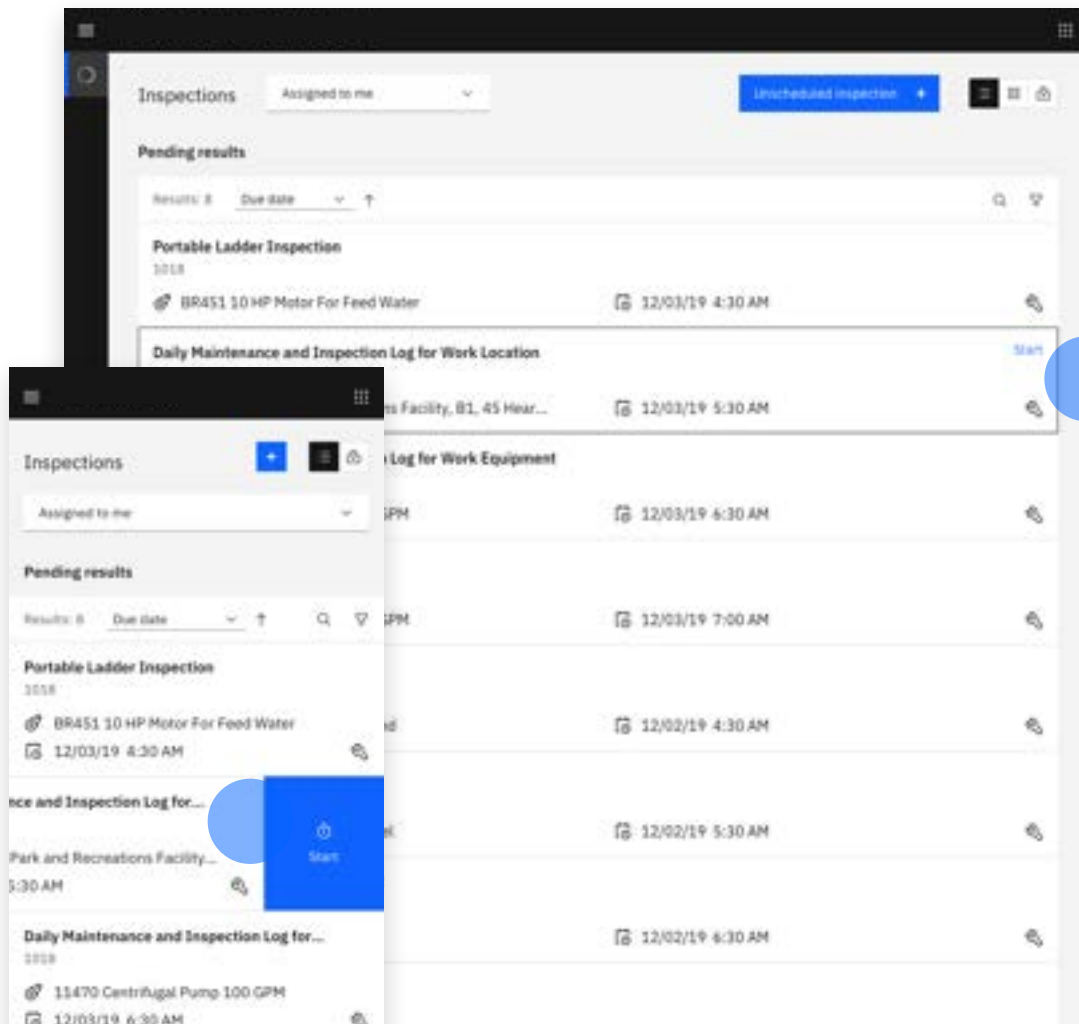 Inspections
Assigned to me
Unscheduled inspection
Pending results
Results: 8
Due date
Portable Ladder Inspection
1018
BR451 10 HP Motor For Feed Water
12/03/19 4:30 AM
Daily Maintenance and Inspection Log for Work Location
Start
ns Facility, B1, 45 Hear...
12/03/19 5:30 AM
Log for Work Equipment
GPM
12/03/19 6:30 AM
GPM
12/03/19 7:00 AM
12/02/19 4:30 AM
12/02/19 5:30 AM
12/02/19 6:30 AM
Inspections
Assigned to me
Pending results
Results: 8
Due date
Portable Ladder Inspection
1018
BR451 10 HP Motor For Feed Water
12/03/19 4:30 AM
nce and Inspection Log for...
Park and Recreations Facility...
5:30 AM
Start
Daily Maintenance and Inspection Log for...
1018
11470 Centrifugal Pump 100 GPM
12/03/19 6:30 AM